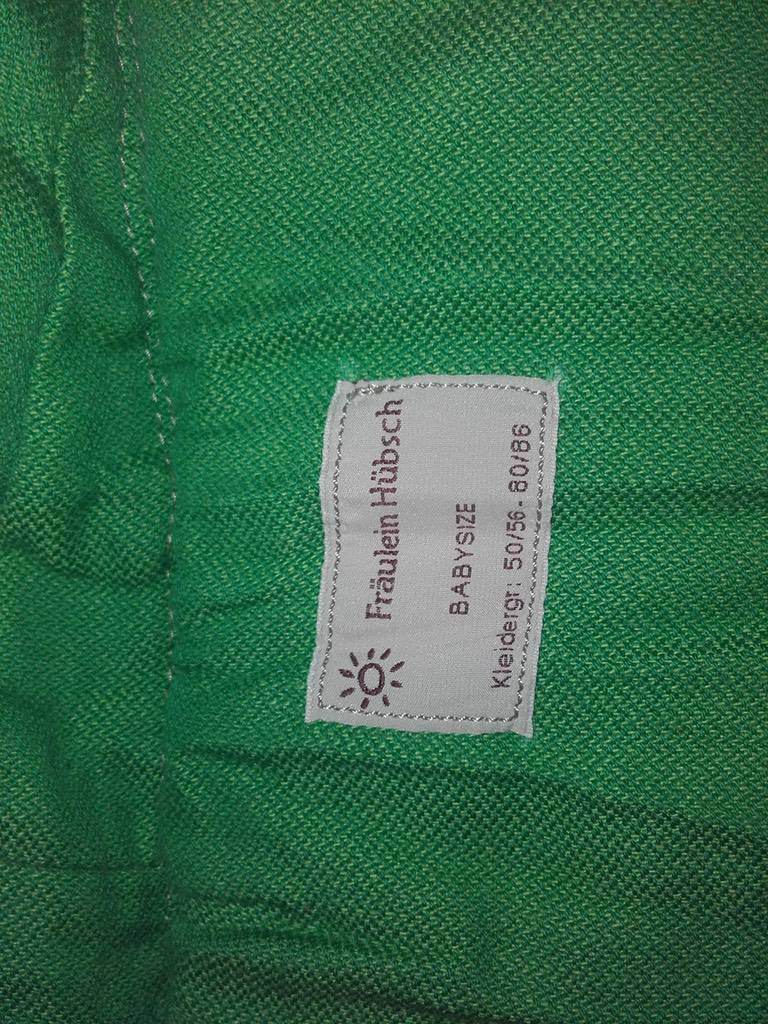 Fräulein Hübsch
BABYSIZE
Kleidergr: 50/56-80/86